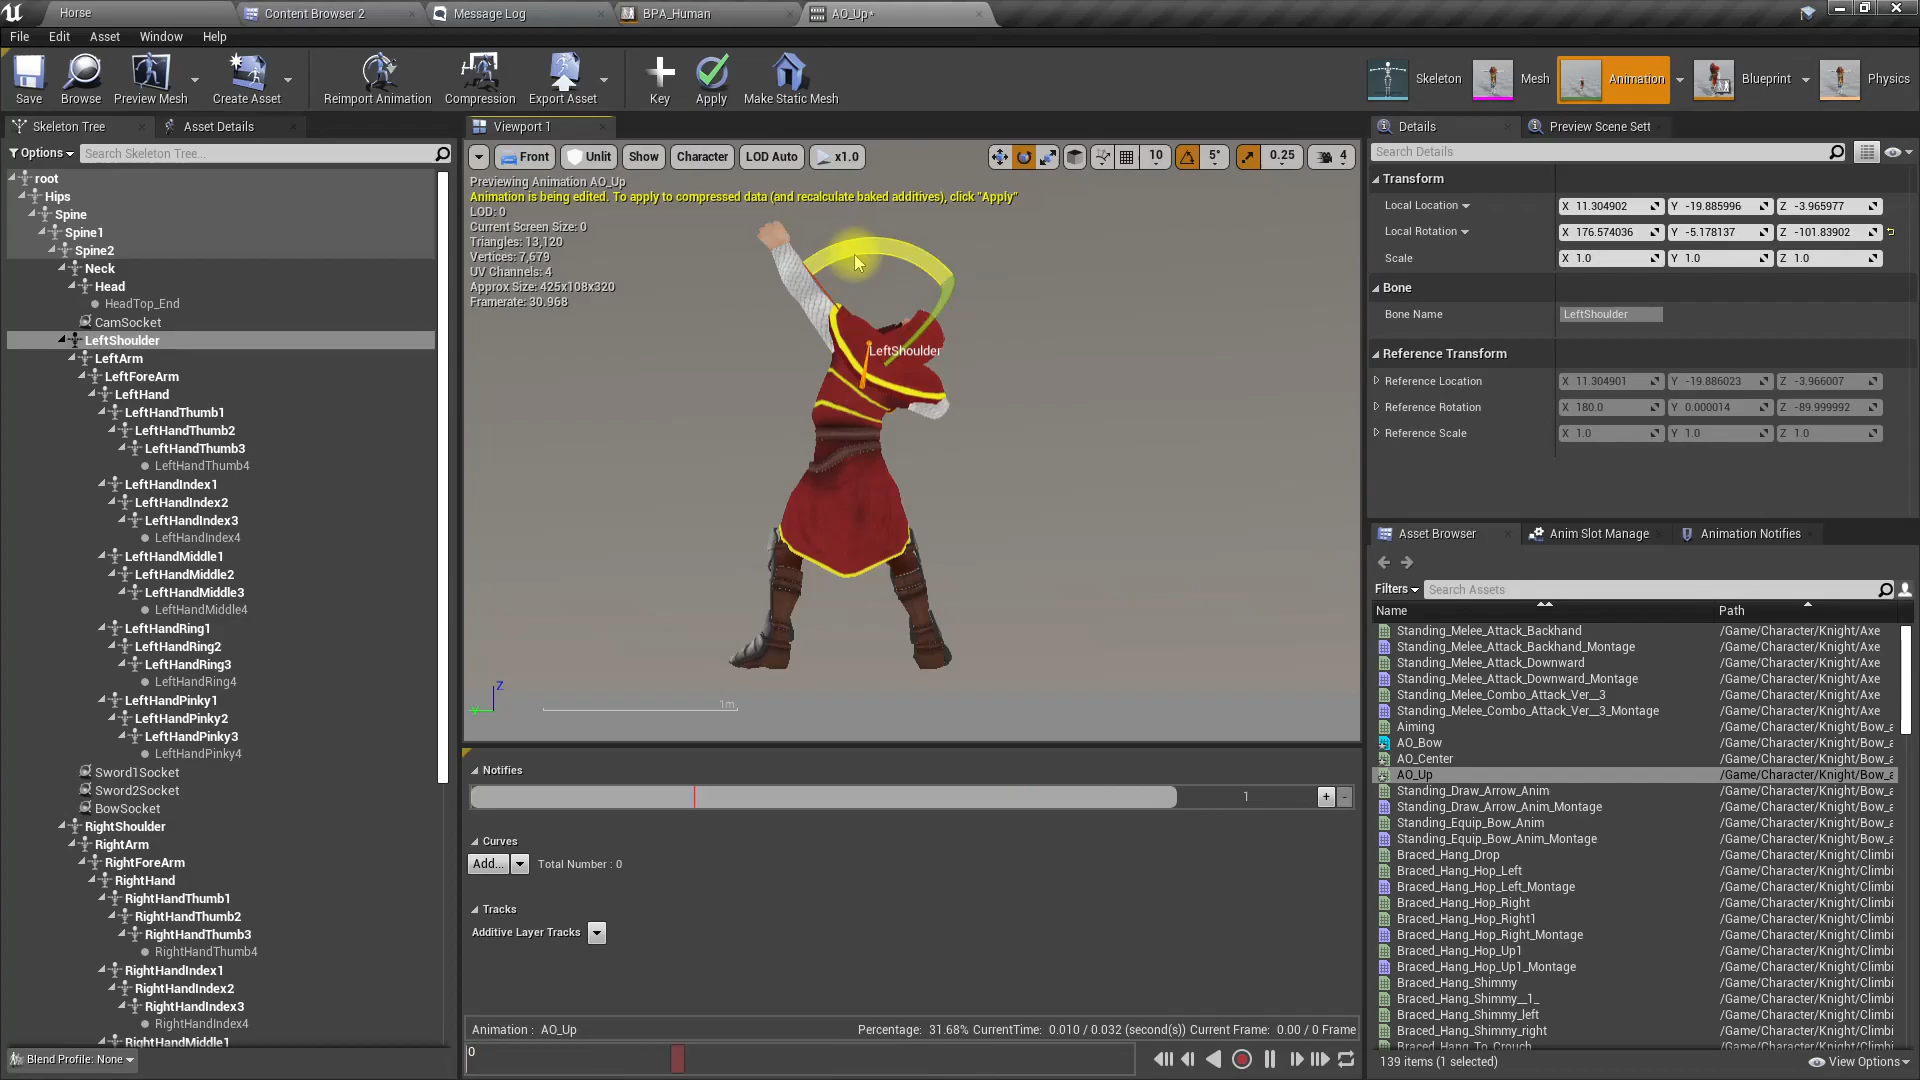 Horse
Content Browser 2
Message Log
BPA_Human
AO_Up*
File
Edit
Asset
Window
Help
Save
Browse
Preview Mesh
Create Asset
Reimport Animation
Compression
Export Asset
Key
Apply
Make Static Mesh
Skeleton
Mesh
Animation
Blueprint
Physics
Skeleton Tree
Asset Details
Options
Search Skeleton Tree...
root
Hips
Spine
Spine1
Spine2
Neck
Head
HeadTop_End
CamSocket
LeftShoulder
LeftArm
LeftForeArm
LeftHand
LeftHandThumb1
LeftHandThumb2
LeftHandThumb3
LeftHandThumb4
LeftHandIndex1
LeftHandIndex2
LeftHandIndex3
LeftHandIndex4
LeftHandMiddle1
LeftHandMiddle2
LeftHandMiddle3
LeftHandMiddle4
LeftHandRing1
LeftHandRing2
LeftHandRing3
LeftHandRing4
LeftHandPinky1
LeftHandPinky2
LeftHandPinky3
LeftHandPinky4
Sword1Socket
Sword2Socket
BowSocket
RightShoulder
RightArm
RightForeArm
RightHand
RightHandThumb1
RightHandThumb2
RightHandThumb3
RightHandThumb4
RightHandIndex1
RightHandIndex2
RightHandIndex3
RightHandIndex4
RightHandMiddle1
Blend Profile: None
Viewport 1
Front
Unlit
Show
Character
LOD Auto
x1.0
10
5°
0.25
4
Previewing Animation AO_Up
Animation is being edited. To apply to compressed data (and recalculate baked additives), click "Apply"
LOD: 0
Current Screen Size: 0
Triangles: 13,120
Vertices: 7,679
UV Channels: 4
Approx Size: 425x108x320
Framerate: 30.968
LeftShoulder
Z
Y
1m
Notifies
1
+
-
Curves
Add...
Total Number : 0
Tracks
Additive Layer Tracks
Animation : AO_Up
Percentage: 31.68% CurrentTime: 0.010 / 0.032 (second(s)) Current Frame: 0.00 / 0 Frame
0
Details
Preview Scene Sett
Search Details
Transform
Local Location
X 11.304902
Y -19.885996
Z -3.965977
Local Rotation
X 176.574036
Y -5.178137
Z -101.83902
Scale
X 1.0
Y 1.0
Z 1.0
Bone
Bone Name
LeftShoulder
Reference Transform
Reference Location
X 11.304901
Y -19.886023
Z -3.966007
Reference Rotation
X 180.0
Y 0.000014
Z -89.999992
Reference Scale
X 1.0
Y 1.0
Z 1.0
Asset Browser
Anim Slot Manage
Animation Notifies
Filters
Search Assets
Name
Path
Standing_Melee_Attack_Backhand /Game/Character/Knight/Axe
Standing_Melee_Attack_Backhand_Montage /Game/Character/Knight/Axe
Standing_Melee_Attack_Downward /Game/Character/Knight/Axe
Standing_Melee_Attack_Downward_Montage /Game/Character/Knight/Axe
Standing_Melee_Combo_Attack_Ver__3 /Game/Character/Knight/Axe
Standing_Melee_Combo_Attack_Ver__3_Montage /Game/Character/Knight/Axe
Aiming /Game/Character/Knight/Bow_a
AO_Bow /Game/Character/Knight/Bow_a
AO_Center /Game/Character/Knight/Bow_a
AO_Up /Game/Character/Knight/Bow_a
Standing_Draw_Arrow_Anim /Game/Character/Knight/Bow_a
Standing_Draw_Arrow_Anim_Montage /Game/Character/Knight/Bow_a
Standing_Equip_Bow_Anim /Game/Character/Knight/Bow_a
Standing_Equip_Bow_Anim_Montage /Game/Character/Knight/Bow_a
Braced_Hang_Drop /Game/Character/Knight/Climbi
Braced_Hang_Hop_Left /Game/Character/Knight/Climbi
Braced_Hang_Hop_Left_Montage /Game/Character/Knight/Climbi
Braced_Hang_Hop_Right /Game/Character/Knight/Climbi
Braced_Hang_Hop_Right1 /Game/Character/Knight/Climbi
Braced_Hang_Hop_Right_Montage /Game/Character/Knight/Climbi
Braced_Hang_Hop_Up1 /Game/Character/Knight/Climbi
Braced_Hang_Hop_Up1_Montage /Game/Character/Knight/Climbi
Braced_Hang_Shimmy /Game/Character/Knight/Climbi
Braced_Hang_Shimmy__1_ /Game/Character/Knight/Climbi
Braced_Hang_Shimmy_left /Game/Character/Knight/Climbi
Braced_Hang_Shimmy_right /Game/Character/Knight/Climbi
Braced_Hang_To_Crouch /Game/Character/Knight/Climbi
139 items (1 selected)
View Options